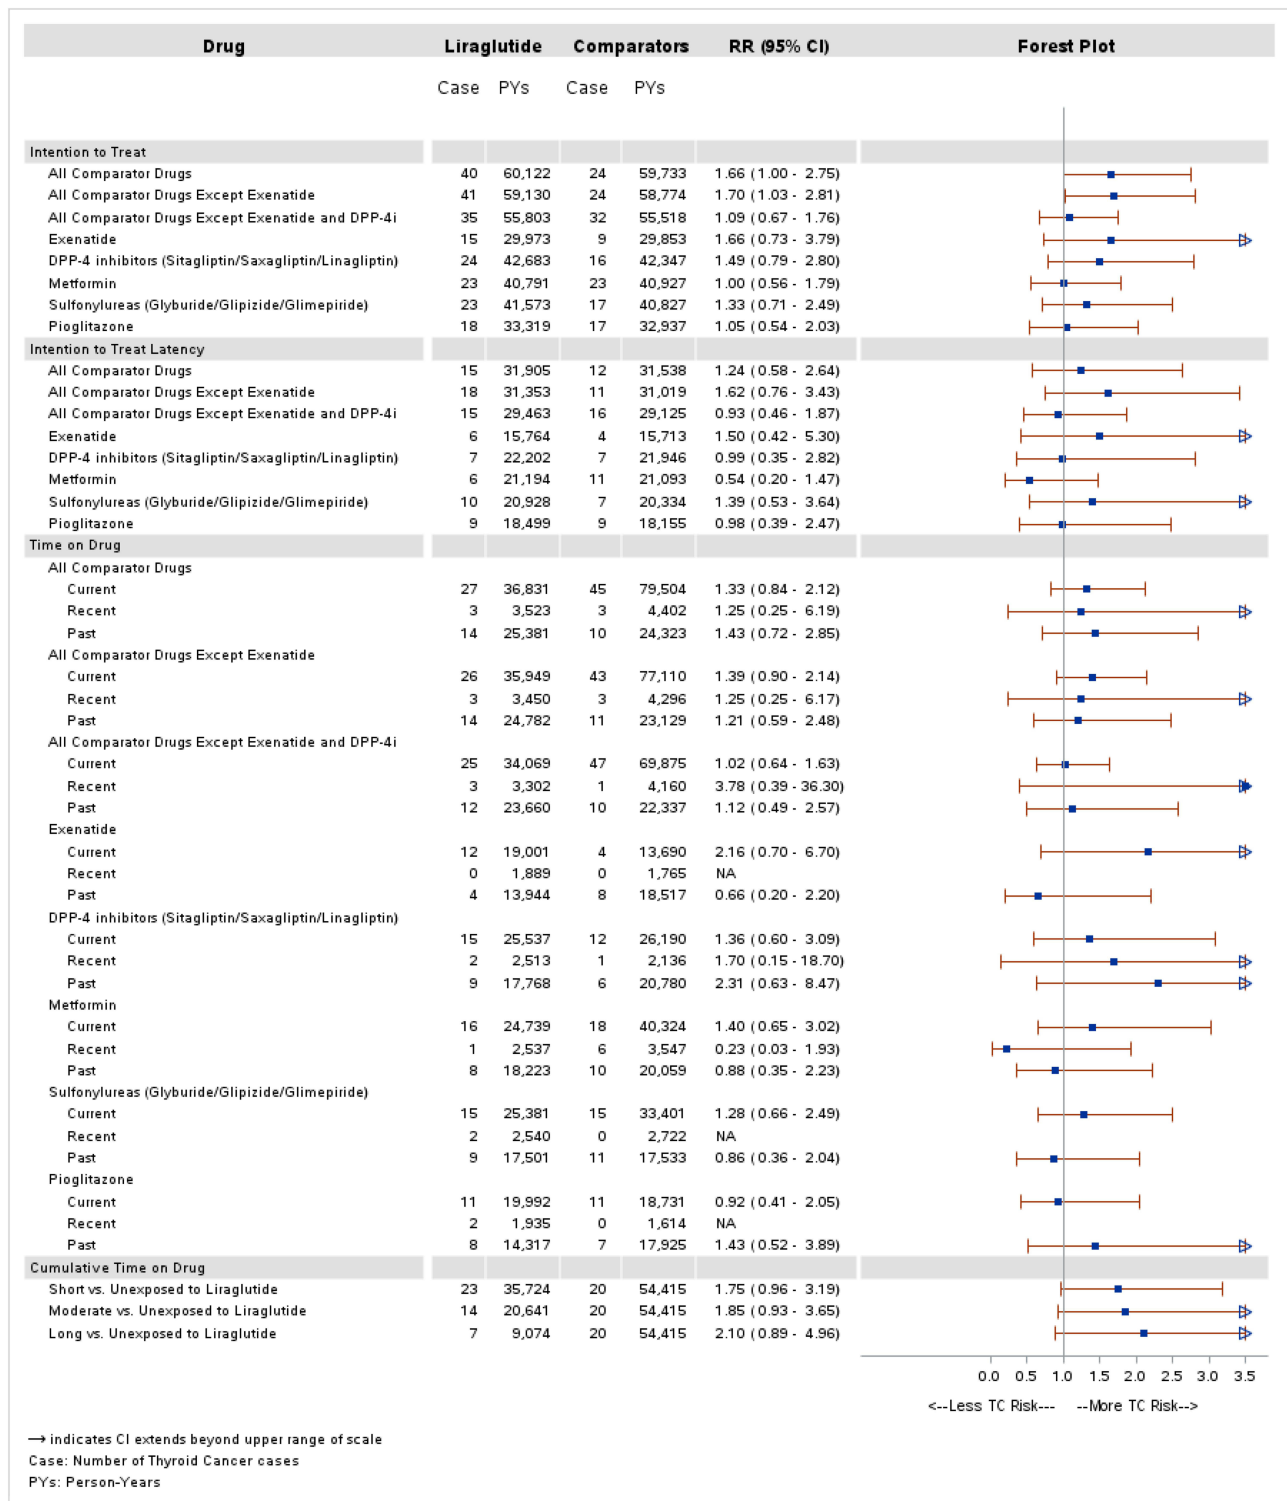 Drug Liraglutide Comparators RR (95% CI) Forest Plot
Case PYs Case PYs
Intention to Treat
All Comparator Drugs 40 60,122 24 59,733 1.66 (1.00 - 2.75)
All Comparator Drugs Except Exenatide 41 59,130 24 58,774 1.70 (1.03 - 2.81)
All Comparator Drugs Except Exenatide and DPP-4i 35 55,803 32 55,518 1.09 (0.67 - 1.76)
Exenatide 15 29,973 9 29,853 1.66 (0.73 - 3.79)
DPP-4 inhibitors (Sitagliptin/Saxagliptin/Linagliptin) 24 42,683 16 42,347 1.49 (0.79 - 2.80)
Metformin 23 40,791 23 40,927 1.00 (0.56 - 1.79)
Sulfonylureas (Glyburide/Glipizide/Glimepiride) 23 41,573 17 40,827 1.33 (0.71 - 2.49)
Pioglitazone 18 33,319 17 32,937 1.05 (0.54 - 2.03)
Intention to Treat Latency
All Comparator Drugs 15 31,905 12 31,538 1.24 (0.58 - 2.64)
All Comparator Drugs Except Exenatide 18 31,353 11 31,019 1.62 (0.76 - 3.43)
All Comparator Drugs Except Exenatide and DPP-4i 15 29,463 16 29,125 0.93 (0.46 - 1.87)
Exenatide 6 15,764 4 15,713 1.50 (0.42 - 5.30)
DPP-4 inhibitors (Sitagliptin/Saxagliptin/Linagliptin) 7 22,202 7 21,946 0.99 (0.35 - 2.82)
Metformin 6 21,194 11 21,093 0.54 (0.20 - 1.47)
Sulfonylureas (Glyburide/Glipizide/Glimepiride) 10 20,928 7 20,334 1.39 (0.53 - 3.64)
Pioglitazone 9 18,499 9 18,155 0.98 (0.39 - 2.47)
Time on Drug
All Comparator Drugs
Current 27 36,831 45 79,504 1.33 (0.84 - 2.12)
Recent 3 3,523 3 4,402 1.25 (0.25 - 6.19)
Past 14 25,381 10 24,323 1.43 (0.72 - 2.85)
All Comparator Drugs Except Exenatide
Current 26 35,949 43 77,110 1.39 (0.90 - 2.14)
Recent 3 3,450 3 4,296 1.25 (0.25 - 6.17)
Past 14 24,782 11 23,129 1.21 (0.59 - 2.48)
All Comparator Drugs Except Exenatide and DPP-4i
Current 25 34,069 47 69,875 1.02 (0.64 - 1.63)
Recent 3 3,302 1 4,160 3.78 (0.39 - 36.30)
Past 12 23,660 10 22,337 1.12 (0.49 - 2.57)
Exenatide
Current 12 19,001 4 13,690 2.16 (0.70 - 6.70)
Recent 0 1,889 0 1,765 NA
Past 4 13,944 8 18,517 0.66 (0.20 - 2.20)
DPP-4 inhibitors (Sitagliptin/Saxagliptin/Linagliptin)
Current 15 25,537 12 26,190 1.36 (0.60 - 3.09)
Recent 2 2,513 1 2,136 1.70 (0.15 - 18.70)
Past 9 17,768 6 20,780 2.31 (0.63 - 8.47)
Metformin
Current 16 24,739 18 40,324 1.40 (0.65 - 3.02)
Recent 1 2,537 6 3,547 0.23 (0.03 - 1.93)
Past 8 18,223 10 20,059 0.88 (0.35 - 2.23)
Sulfonylureas (Glyburide/Glipizide/Glimepiride)
Current 15 25,381 15 33,401 1.28 (0.66 - 2.49)
Recent 2 2,540 0 2,722 NA
Past 9 17,501 11 17,533 0.86 (0.36 - 2.04)
Pioglitazone
Current 11 19,992 11 18,731 0.92 (0.41 - 2.05)
Recent 2 1,935 0 1,614 NA
Past 8 14,317 7 17,925 1.43 (0.52 - 3.89)
Cumulative Time on Drug
Short vs. Unexposed to Liraglutide 23 35,724 20 54,415 1.75 (0.96 - 3.19)
Moderate vs. Unexposed to Liraglutide 14 20,641 20 54,415 1.85 (0.93 - 3.65)
Long vs. Unexposed to Liraglutide 7 9,074 20 54,415 2.10 (0.89 - 4.96)
0.0 0.5 1.0 1.5 2.0 2.5 3.0 3.5
<--Less TC Risk--- --More TC Risk-->
→ indicates CI extends beyond upper range of scale
Case: Number of Thyroid Cancer cases
PYs: Person-Years